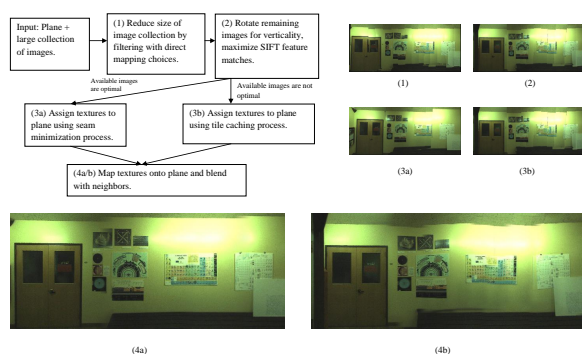 Input: Plane +
large collection
of images.
(1) Reduce size of
image collection by
filtering with direct
mapping choices.
(2) Rotate remaining
images for verticality,
maximize SIFT feature
matches.
Available images
are optimal
Available images are not
optimal
(3a) Assign textures to
plane using seam
minimization process.
(3b) Assign textures to plane
using tile caching process.
(4a/b) Map textures onto plane and blend
with neighbors.
(1)
(2)
(3a)
(3b)
(4a)
(4b)